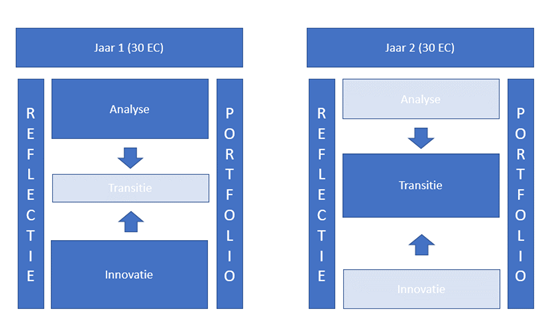 Jaar 1 (30 EC)
REFLECTIE
Analyse
Transitie
Innovatie
PORTFOLIO
Jaar 2 (30 EC)
REFLECTIE
Analyse
Transitie
Innovatie
PORTFOLIO